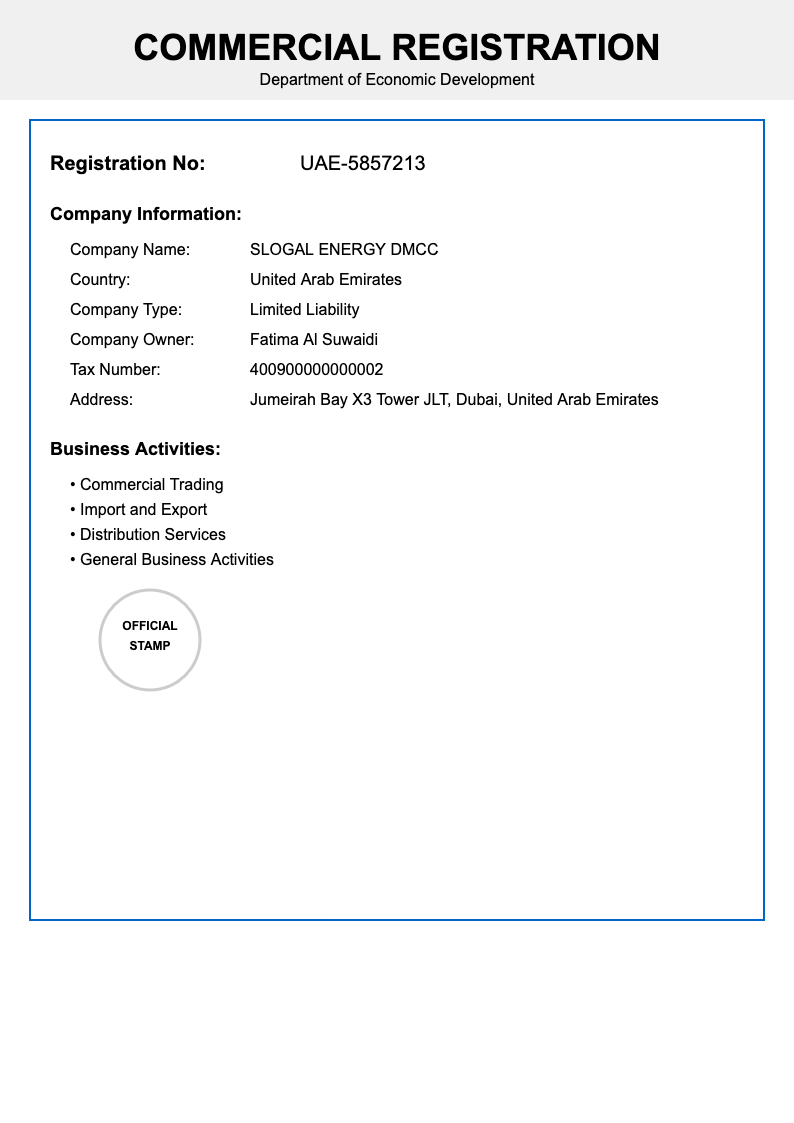 COMMERCIAL REGISTRATION
Department of Economic Development
Registration No: UAE-5857213
Company Information:
Company Name: SLOGAL ENERGY DMCC
Country: United Arab Emirates
Company Type: Limited Liability
Company Owner: Fatima Al Suwaidi
Tax Number: 400900000000002
Address: Jumeirah Bay X3 Tower JLT, Dubai, United Arab Emirates
Business Activities:
• Commercial Trading
• Import and Export
• Distribution Services
• General Business Activities
OFFICIAL
STAMP